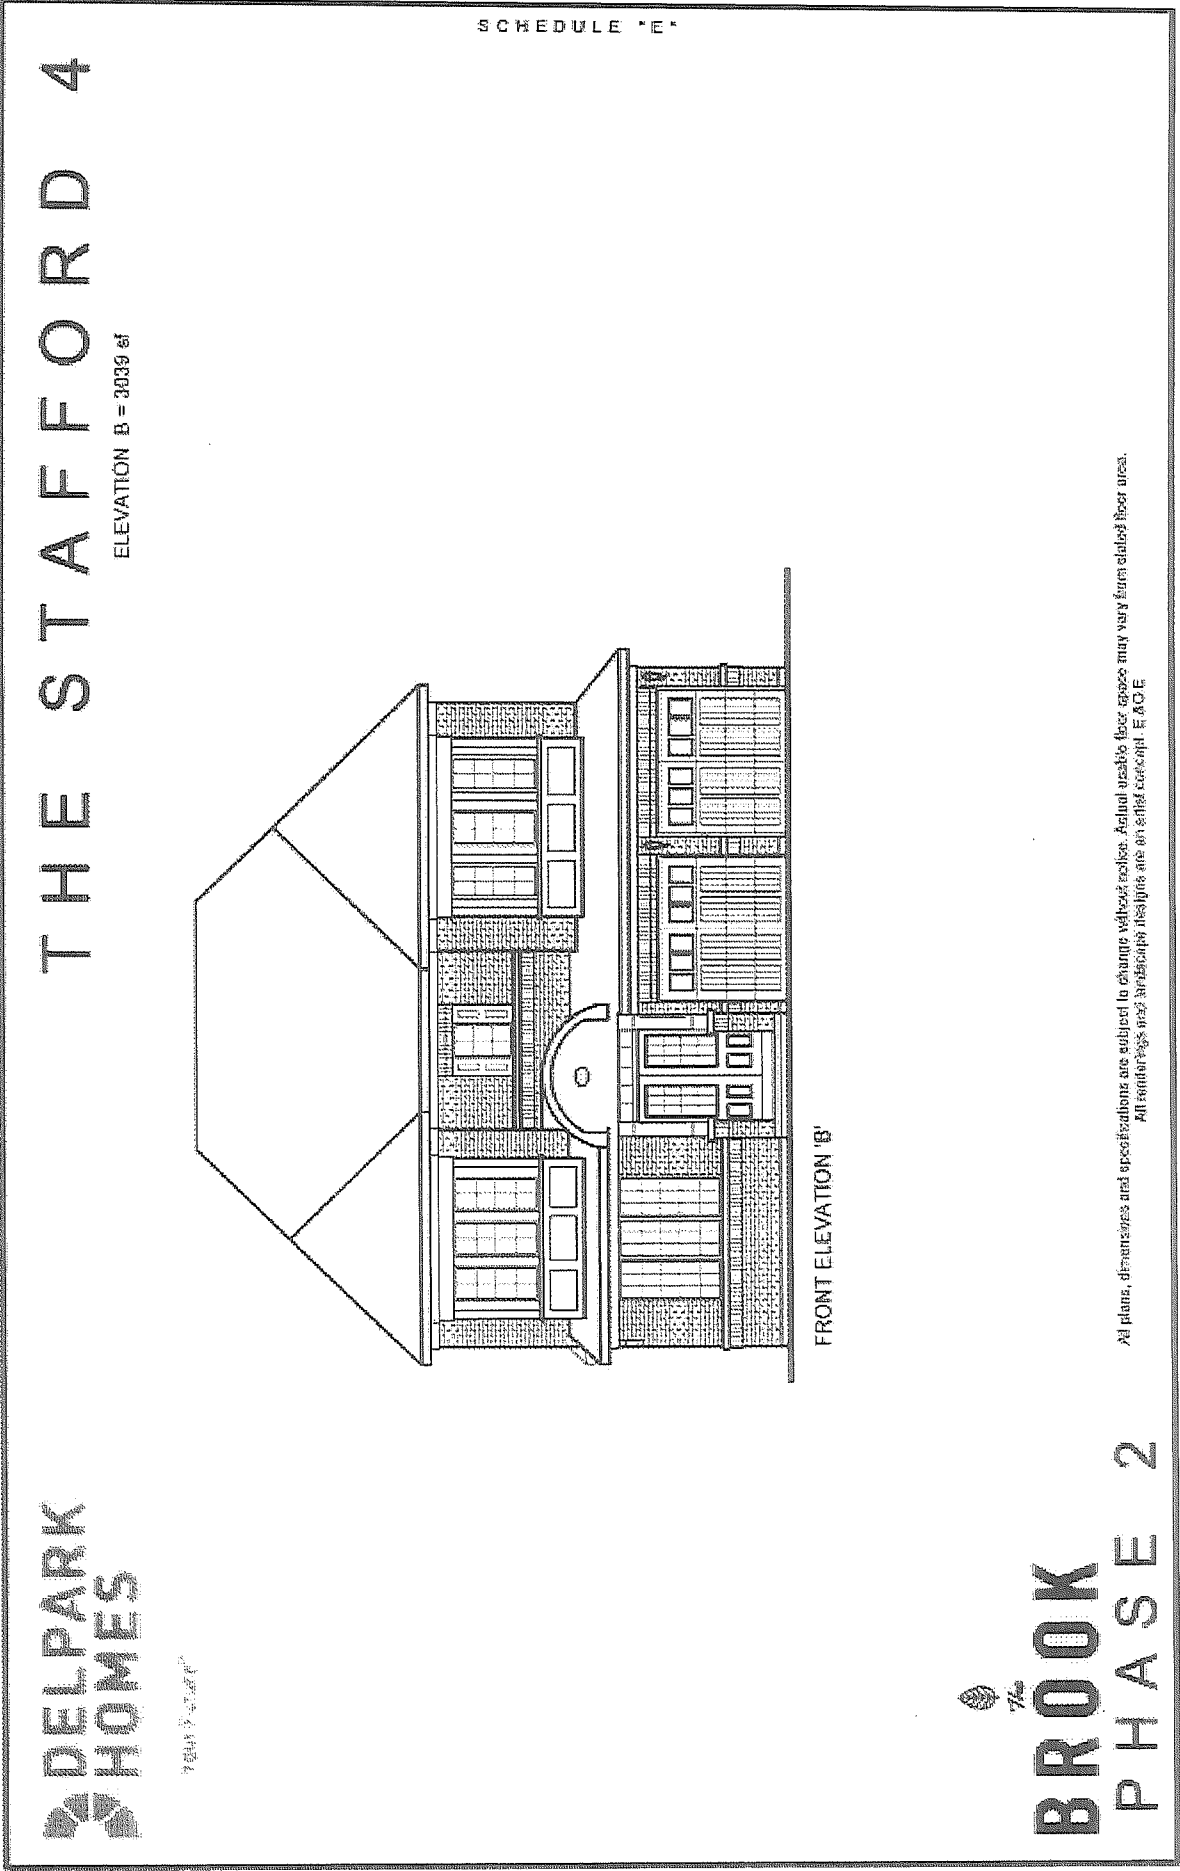 SCHEDULE "E"
DELPARK
HOMES
THE STAFFORD 4
ELEVATION B = 3039 sf
FRONT ELEVATION 'B'
The
BROOK
PHASE 2
All plans, dimensions and specifications are subject to change without notice. Actual usable floor space may vary from stated floor area.
All renderings and landscape designs are an artist concept. E.&O.E